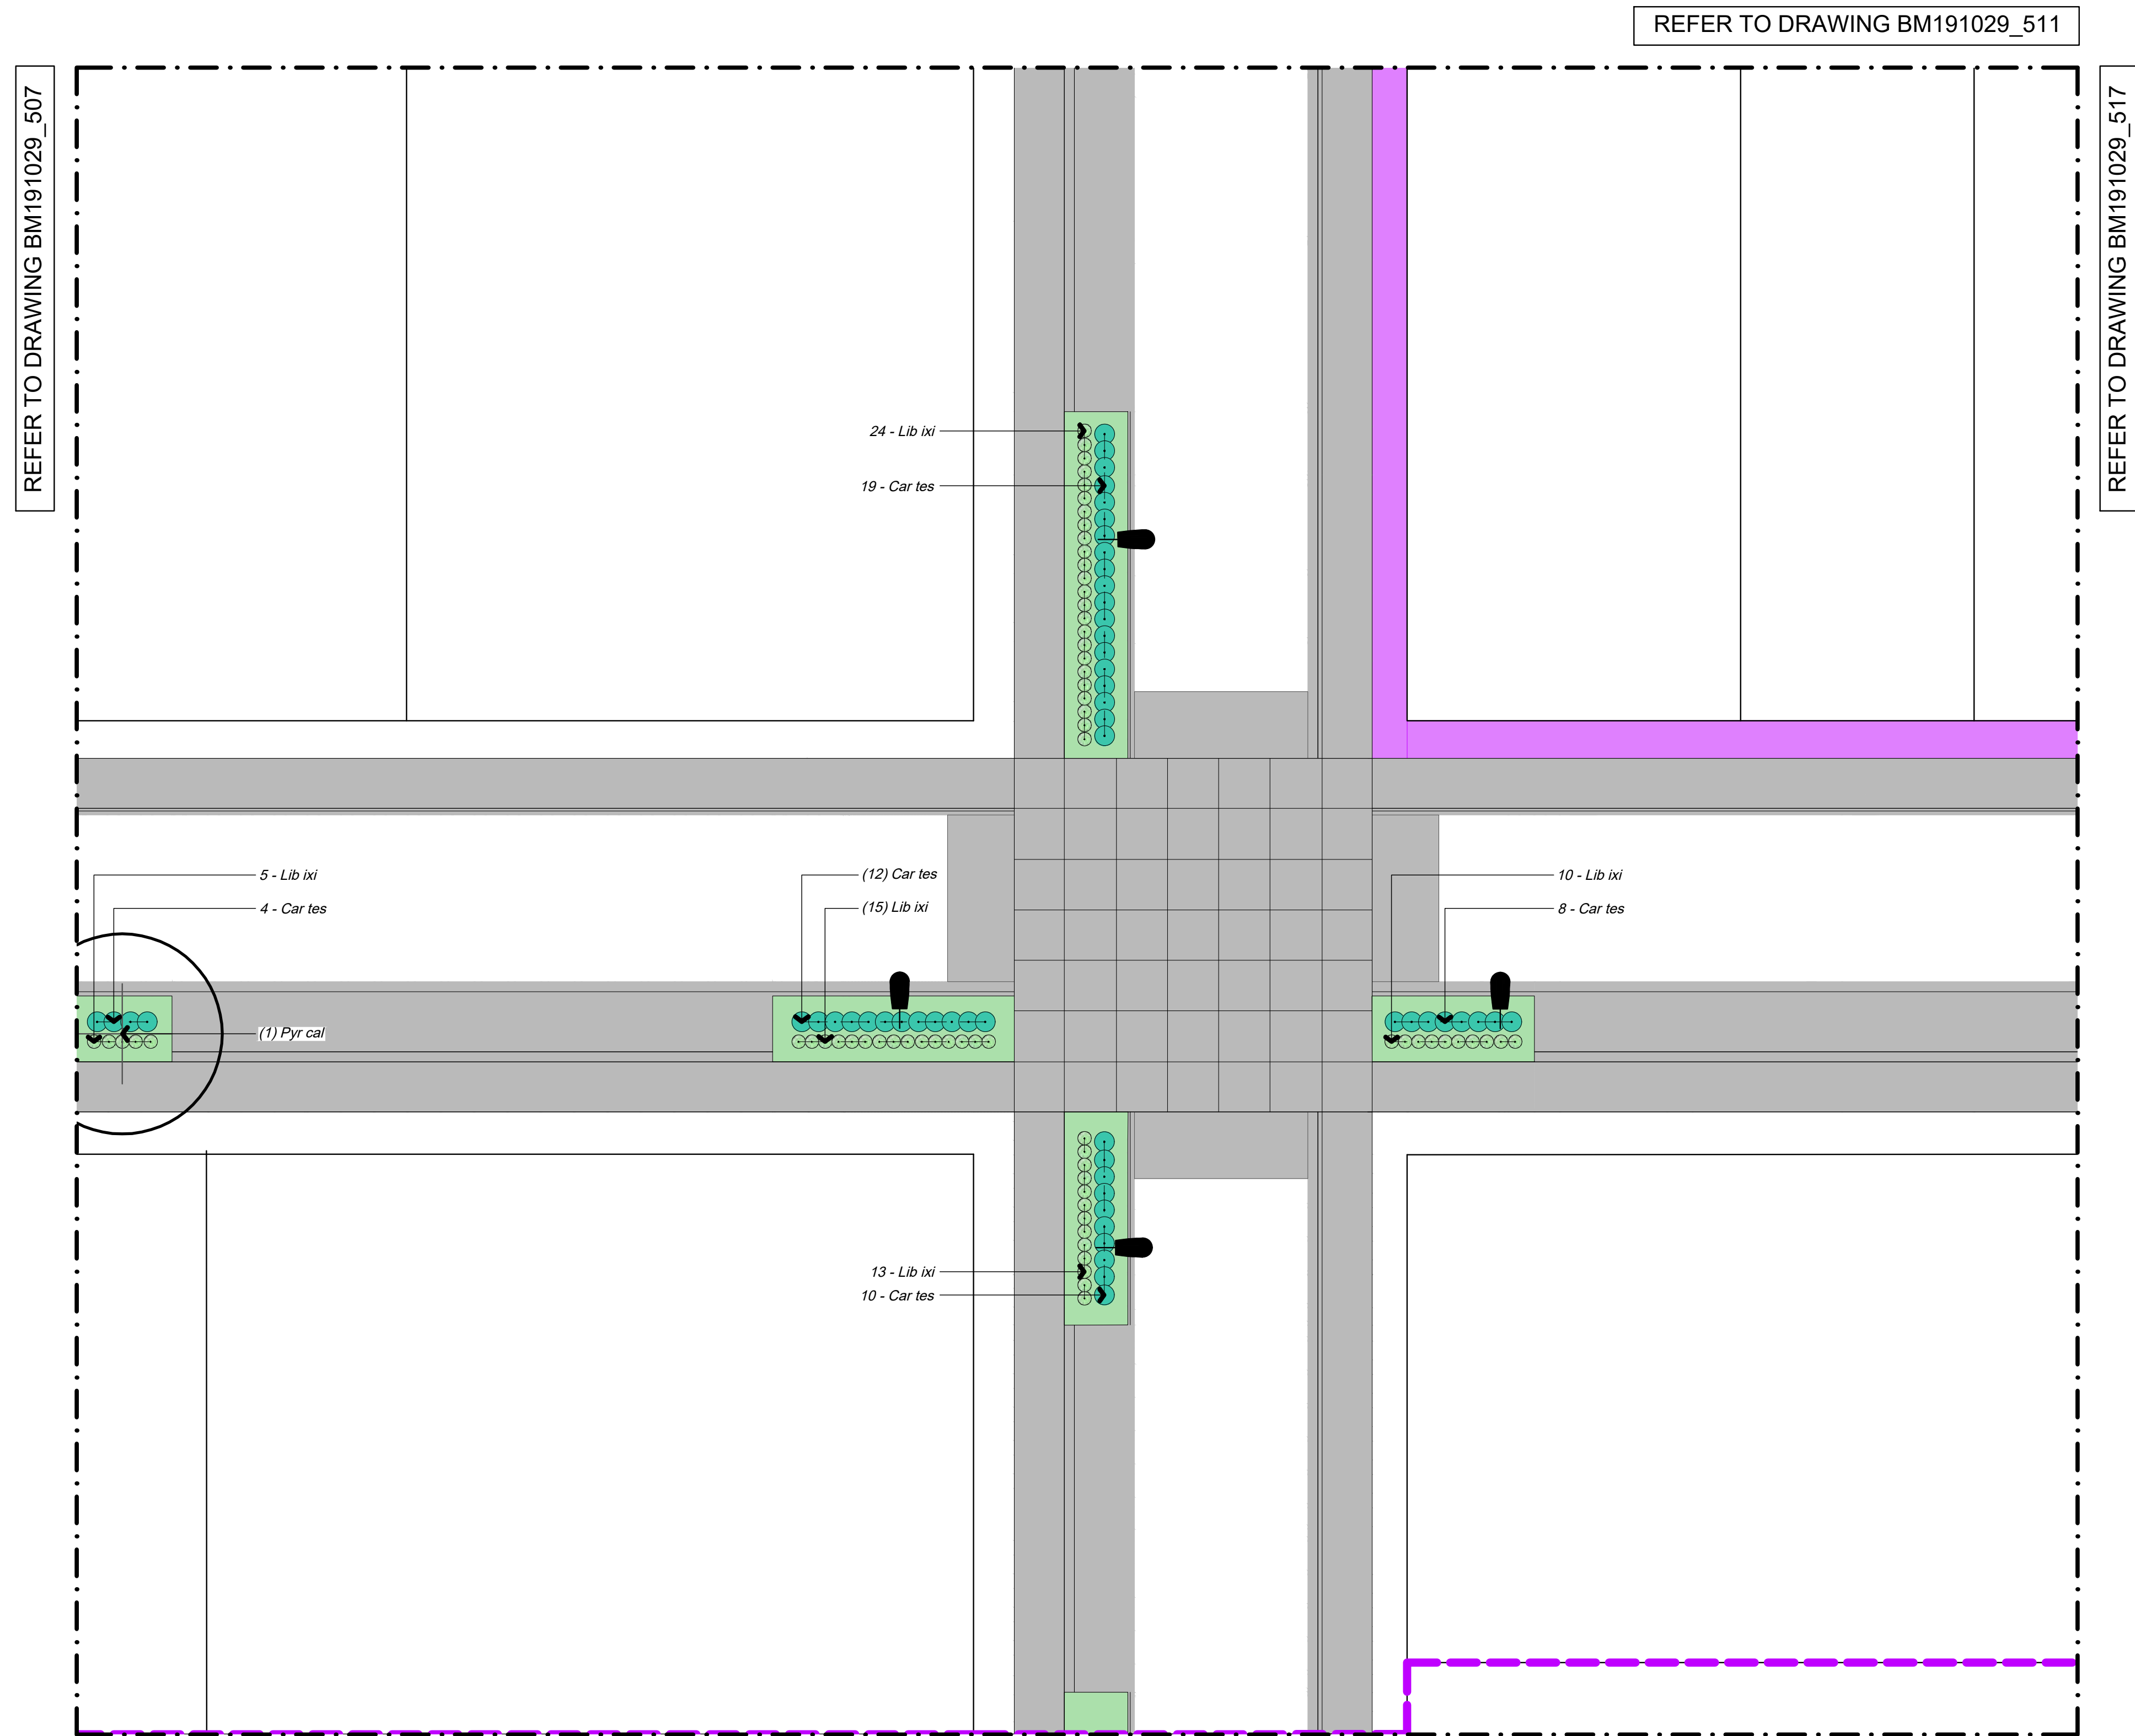 REFER TO DRAWING BM191029_511
REFER TO DRAWING BM191029_507
REFER TO DRAWING BM191029_517
24 - Lib ixi
19 - Car tes
5 - Lib ixi
4 - Car tes
(1) Pyr cal
(12) Car tes
(15) Lib ixi
10 - Lib ixi
8 - Car tes
13 - Lib ixi
10 - Car tes